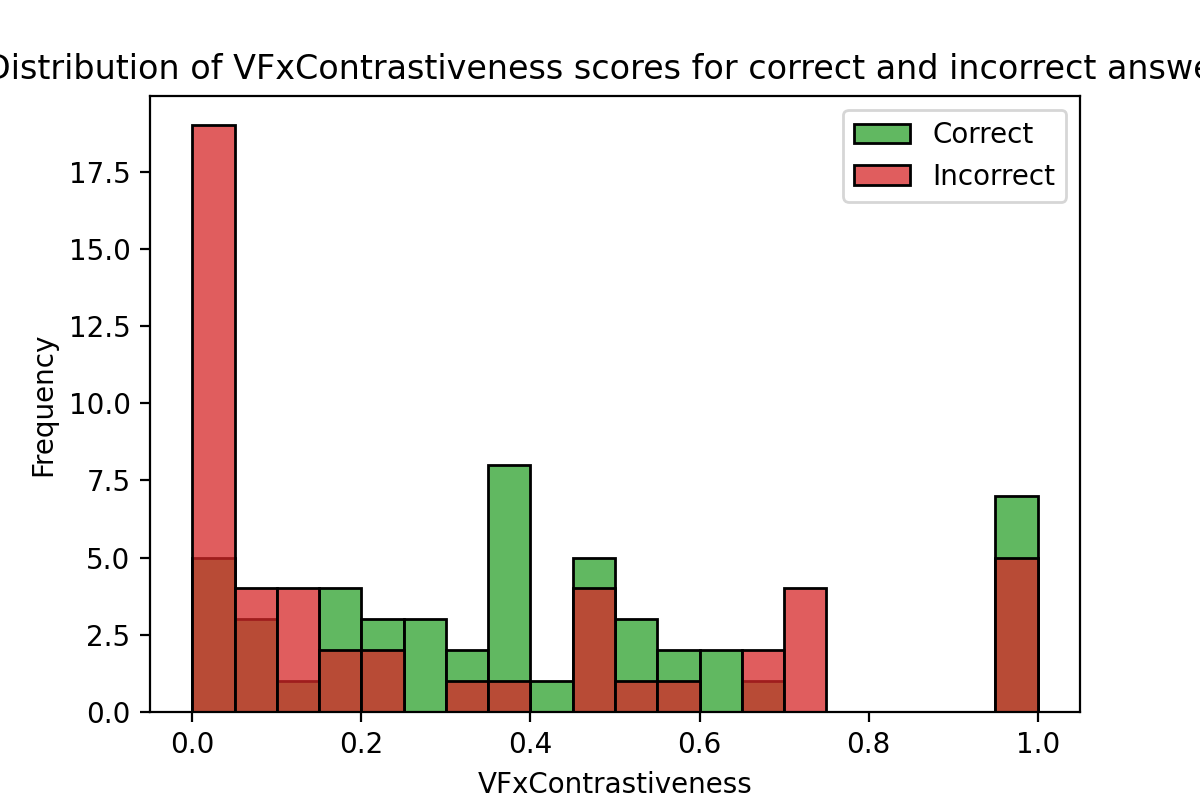 Distribution of VFxContrastiveness scores for correct and incorrect answe
Correct
Incorrect
17.5
15.0
12.5
10.0
7.5
5.0
2.5
0.0
Frequency
0.0 0.2 0.4 0.6 0.8 1.0
VFxContrastiveness